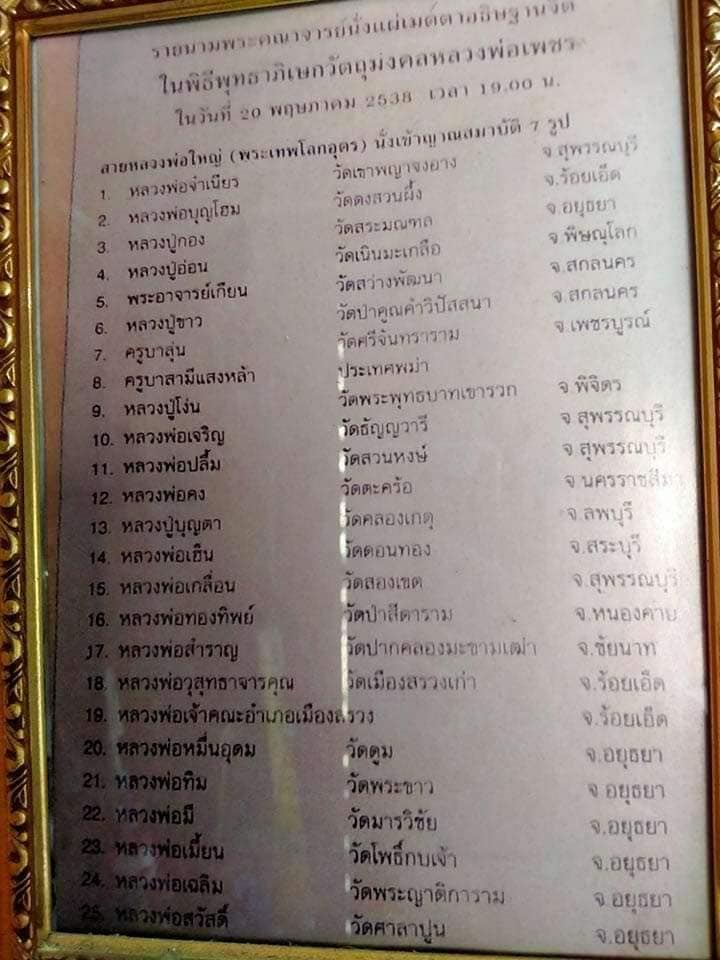 รายนามพระคณาจารย์นั่งแผ่เมตตาอธิษฐานจิต
ในพิธีพุทธาภิเษกวัตถุมงคลหลวงพ่อเพชร
ในวันที่ 20 พฤษภาคม 2538 เวลา 19.00 น.
สายหลวงพ่อใหญ่ (พระเทพโลกอุดร) นั่งเข้าญาณสมาบัติ 7 รูป
1. หลวงพ่อจำเนียร วัดเขาพญาจงอาง จ.สุพรรณบุรี
2. หลวงพ่อบุญโฮม วัดดงสวนผึ้ง จ.ร้อยเอ็ด
3. หลวงปู่กอง วัดสระมณฑล จ.อยุธยา
4. หลวงปู่อ่อน วัดเนินมะเกลือ จ.พิษณุโลก
5. พระอาจารย์เกียน วัดสว่างพัฒนา จ.สกลนคร
6. หลวงปู่ขาว วัดป่าคูณคำวิปัสสนา จ.สกลนคร
7. ครูบาลุ่น วัดศรีจันทราราม จ.เพชรบูรณ์
8. ครูบาสามีแสงหล้า ประเทศพม่า
9. หลวงปู่โง่น วัดพระพุทธบาทเขารวก จ.พิจิตร
10. หลวงพ่อเจริญ วัดธัญญวารี จ.สุพรรณบุรี
11. หลวงพ่อปลื้ม วัดสวนหงษ์ จ.สุพรรณบุรี
12. หลวงพ่อคง วัดตะคร้อ จ.นครราชสีมา
13. หลวงปู่บุญตา วัดคลองเกตุ จ.ลพบุรี
14. หลวงพ่อเฮ็น วัดดอนทอง จ.สระบุรี
15. หลวงพ่อเกลื่อน วัดสองเขต จ.สุพรรณบุรี
16. หลวงพ่อทองทิพย์ วัดป่าสีดาราม จ.หนองคาย
17. หลวงพ่อสำราญ วัดปากคลองมะขามเฒ่า จ.ชัยนาท
18. หลวงพ่อวุสุทธาจารคุณ วัดเมืองสรวงเก่า จ.ร้อยเอ็ด
19. หลวงพ่อเจ้าคณะอำเภอเมืองสรวง จ.ร้อยเอ็ด
20. หลวงพ่อหมื่นอุดม วัดตูม จ.อยุธยา
21. หลวงพ่อทิม วัดพระขาว จ.อยุธยา
22. หลวงพ่อมี วัดมารวิชัย จ.อยุธยา
23. หลวงพ่อเมี้ยน วัดโพธิ์กบเจ้า จ.อยุธยา
24. หลวงพ่อเฉลิม วัดพระญาติการาม จ.อยุธยา
25. หลวงพ่อสวัสดิ์ วัดศาลาปูน จ.อยุธยา